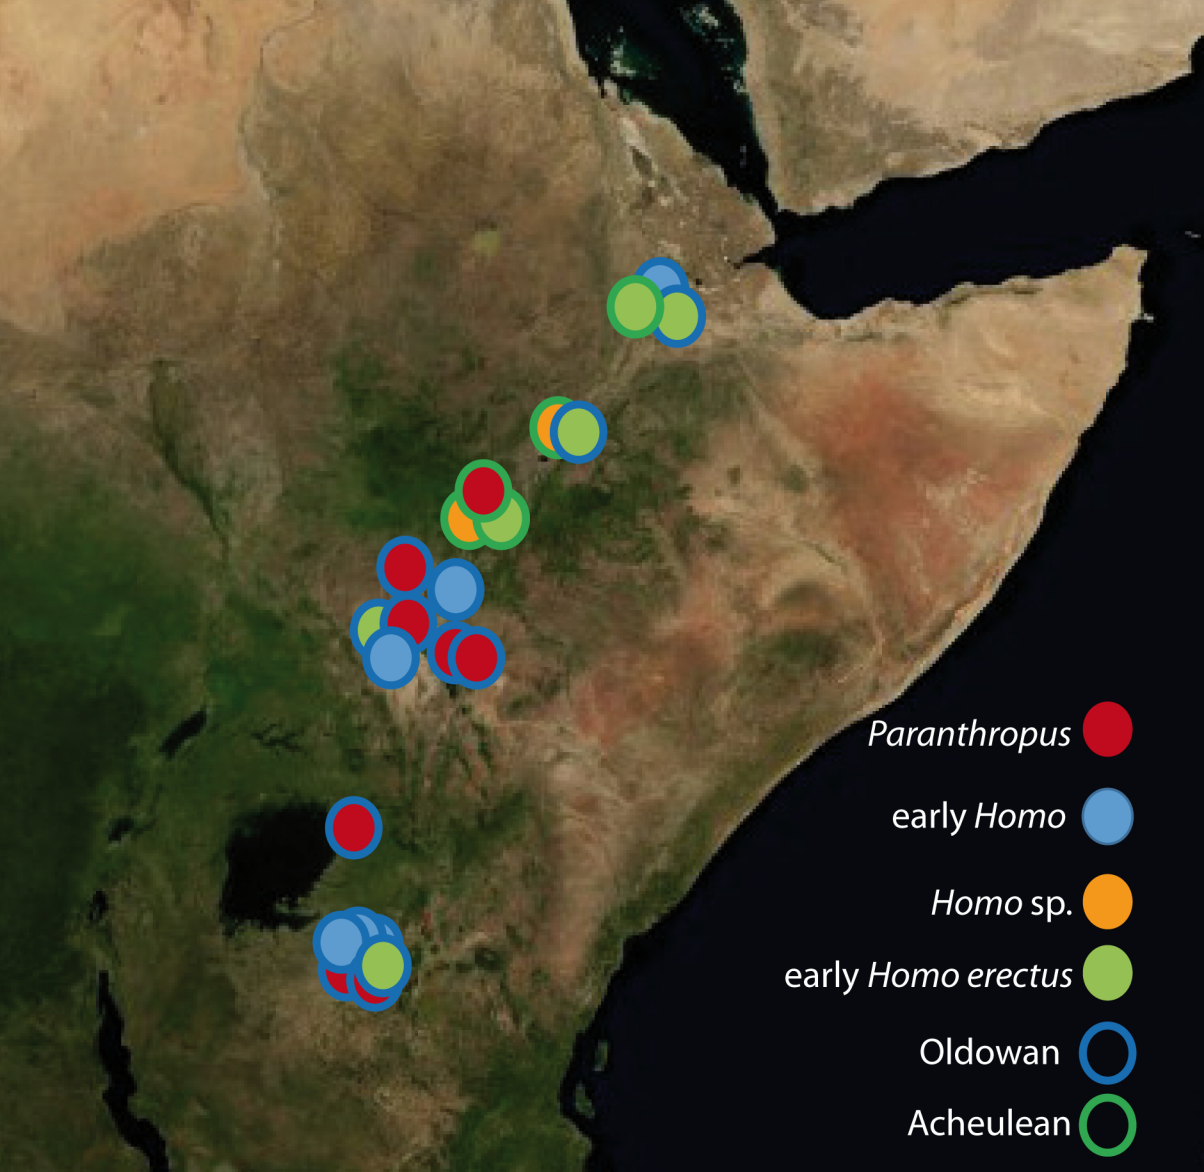 Paranthropus
early Homo
Homo sp.
early Homo erectus
Oldowan
Acheulean